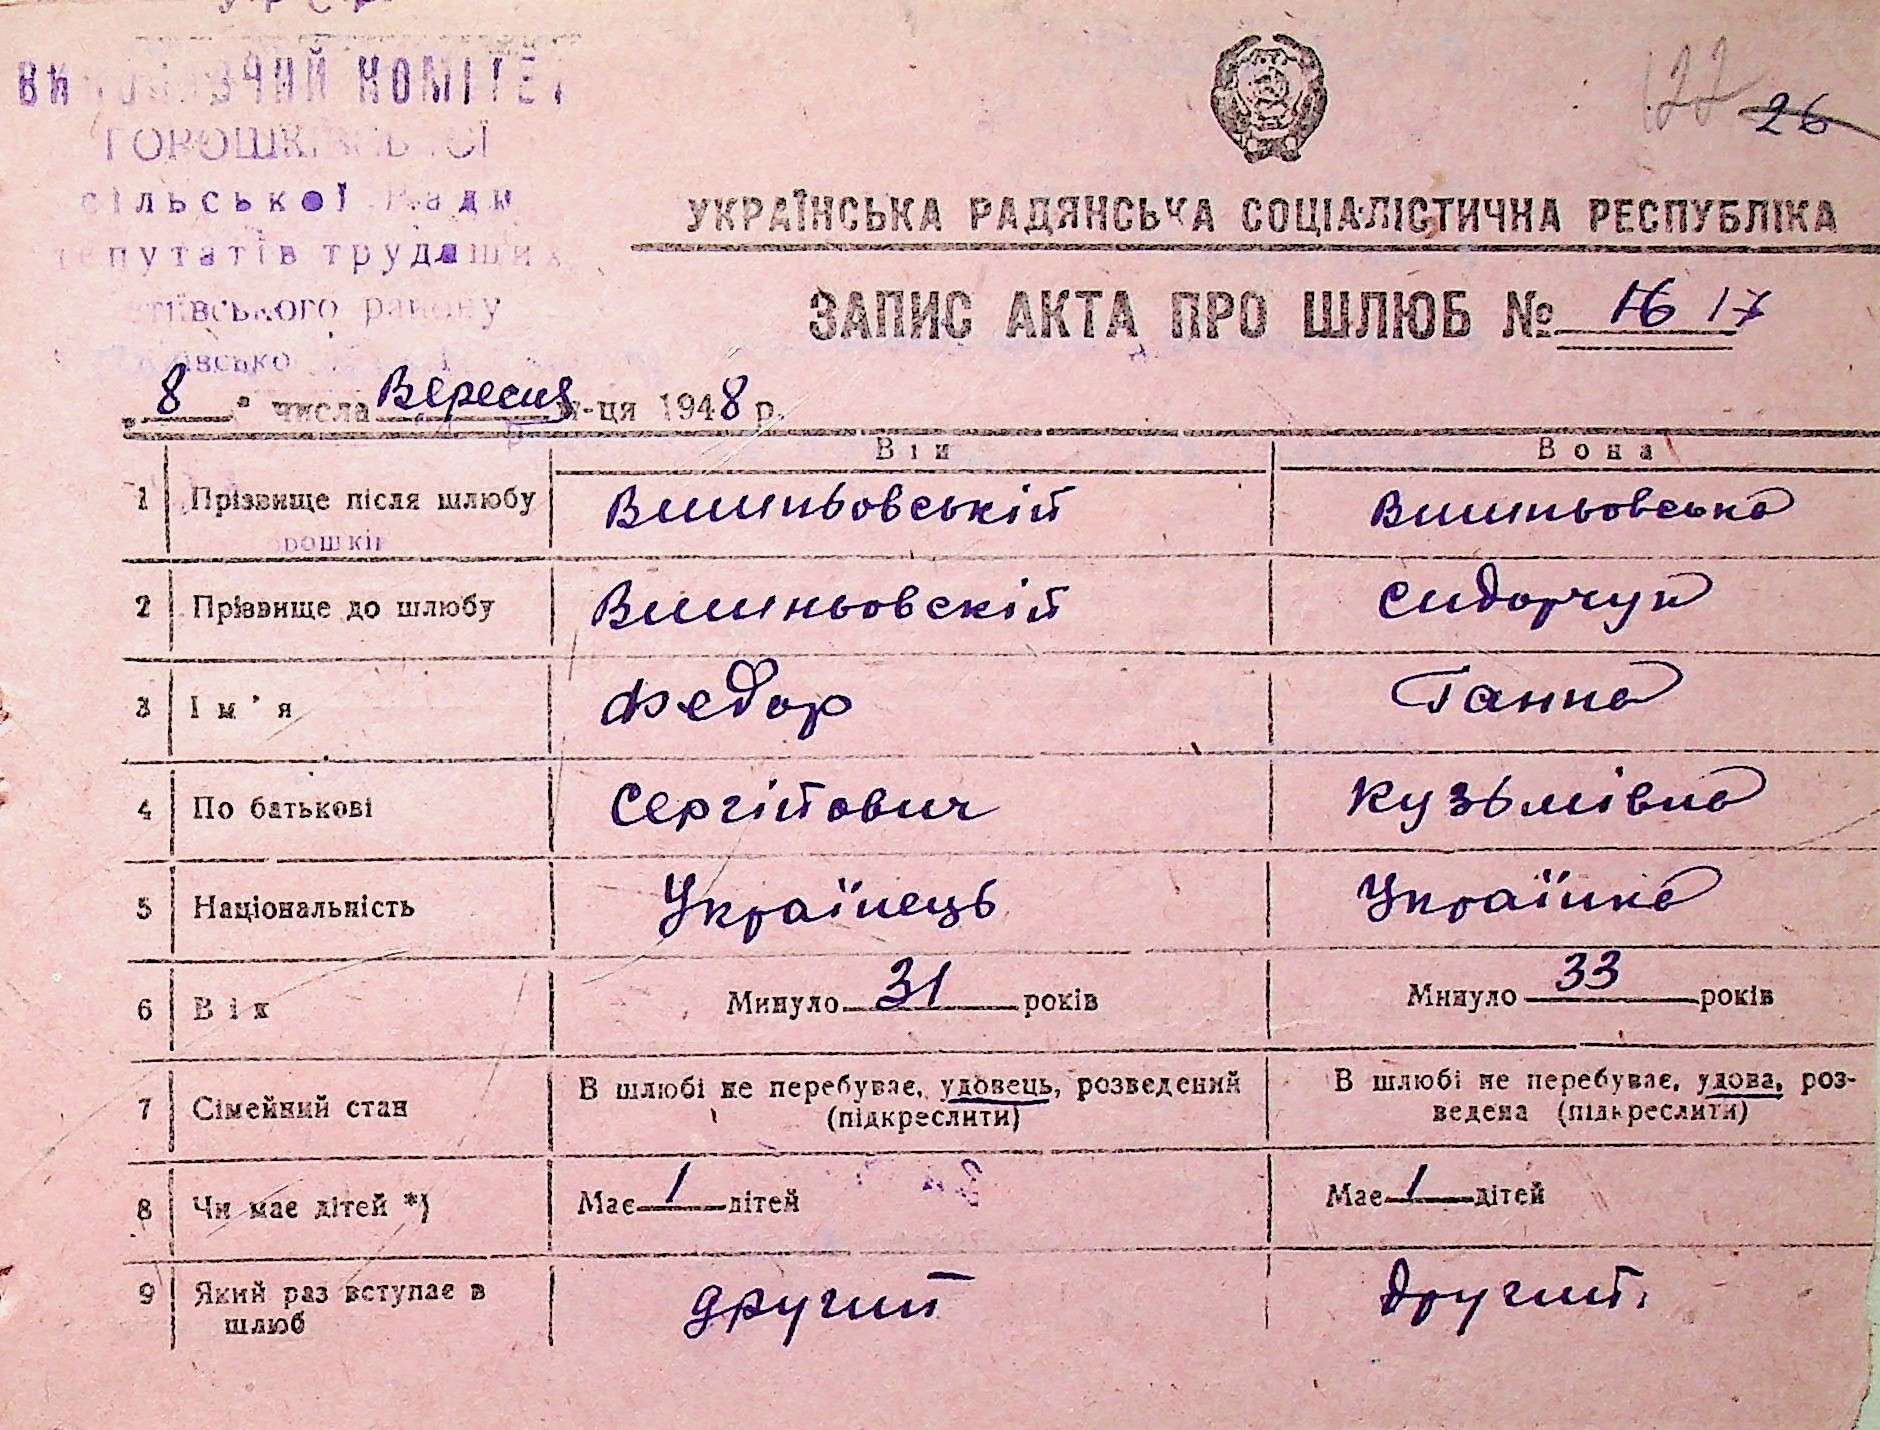 УРСР
ВИКОНАВЧИЙ КОМІТЕТ
ГОРОШКІВСЬКОЇ
сільської Ради
депутатів трудящих
району
122 26
УКРАЇНСЬКА РАДЯНСЬКА СОЦІАЛІСТИЧНА РЕСПУБЛІКА
ЗАПИС АКТА ПРО ШЛЮБ № 16 17
„8" числа Вересня м-ця 1948 р.
Він Вона
1 Прізвище після шлюбу Вишньовський Вишньовська
2 Прізвище до шлюбу Вишньовскій Сидорчук
3 Ім'я Федор Ганна
4 По батькові Сергійович Кузьмівна
5 Національність Українець Українка
6 Вік Минуло 31 років Минуло 33 років
7 Сімейний стан В шлюбі не перебуває, удовець, розведений В шлюбі не перебуває, удова, роз-
(підкреслити) ведена (підкреслити)
8 Чи має дітей *) Має 1 дітей Має 1 дітей
9 Який раз вступає в другий другий.
шлюб